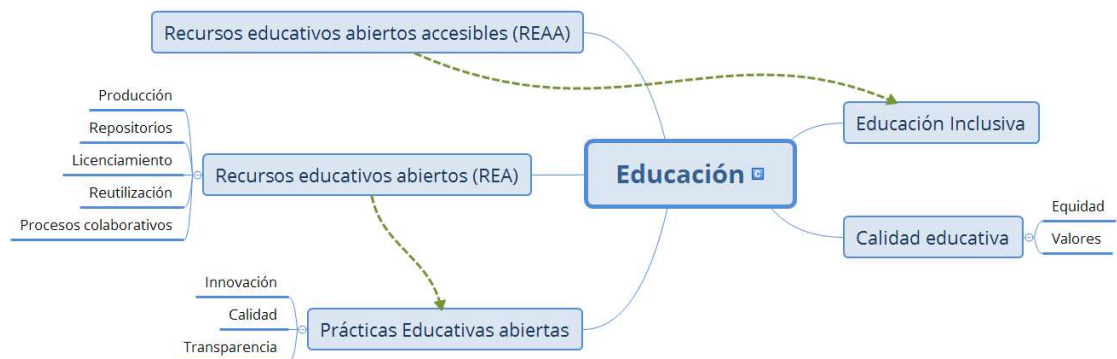 Recursos educativos abiertos accesibles (REAA)
Producción
Repositorios
Licenciamiento
Reutilización
Procesos colaborativos
Recursos educativos abiertos (REA)
Innovación
Calidad
Transparencia
Prácticas Educativas abiertas
Educación
Educación Inclusiva
Calidad educativa
Equidad
Valores